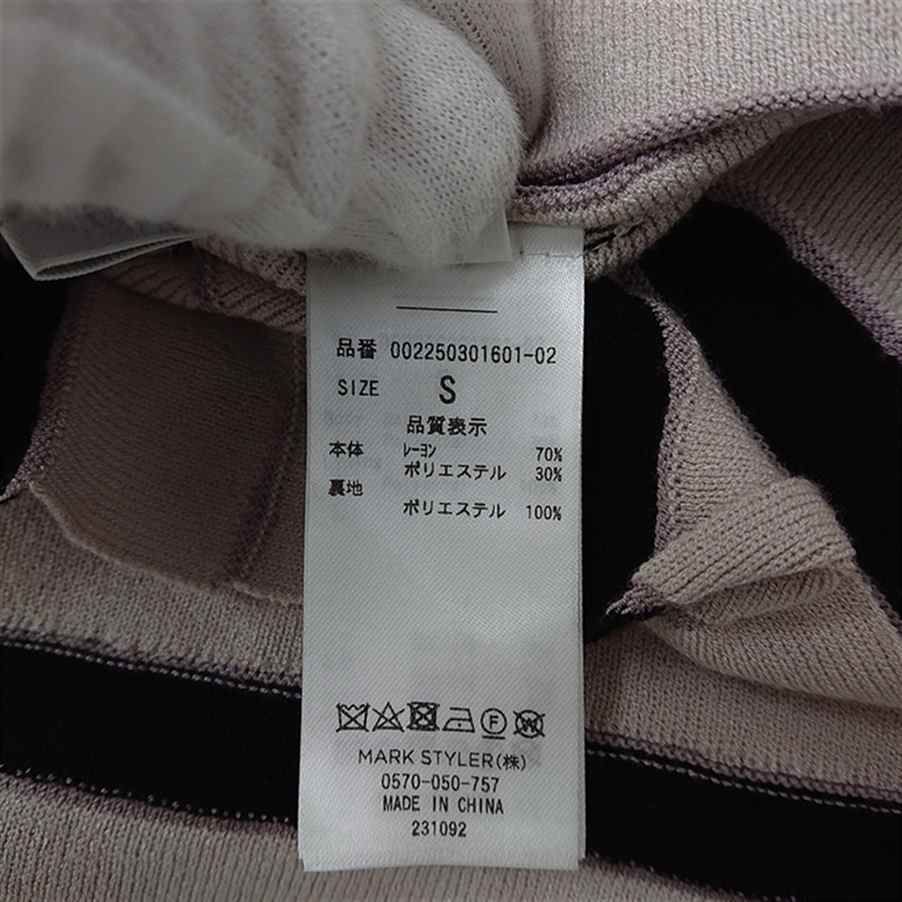 品番 002250301601-02
SIZE S
品質表示
本体 レーヨン 70%
ポリエステル 30%
裏地
ポリエステル 100%
F W
MARK STYLER(株)
0570-050-757
MADE IN CHINA
231092